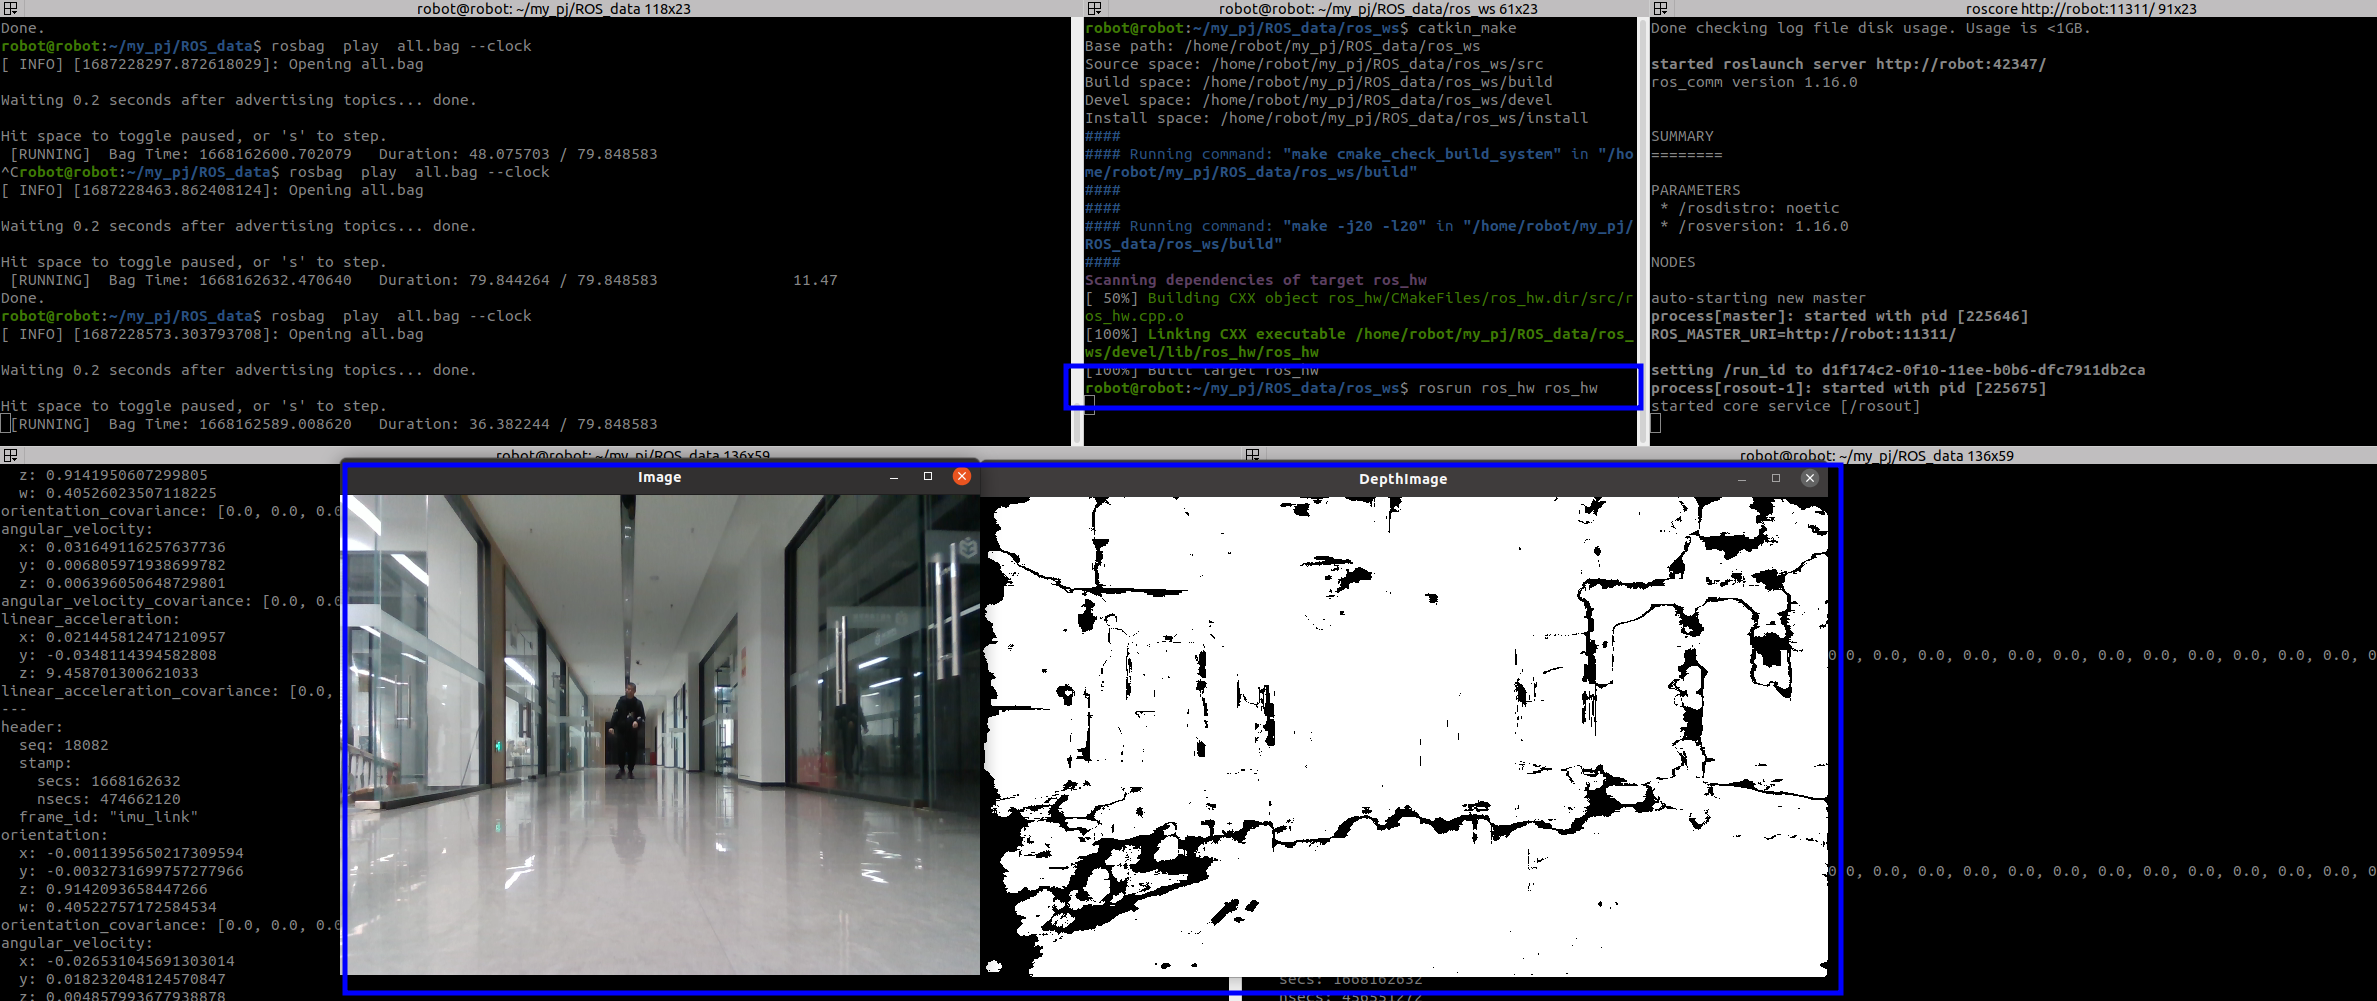 robot@robot: ~/my_pj/ROS_data 118x23
Done.
robot@robot:~/my_pj/ROS_data$ rosbag  play  all.bag --clock
[ INFO] [1687228297.872618029]: Opening all.bag
Waiting 0.2 seconds after advertising topics... done.
Hit space to toggle paused, or 's' to step.
[RUNNING]  Bag Time: 1668162600.702079   Duration: 48.075703 / 79.848583
^Crobot@robot:~/my_pj/ROS_data$ rosbag  play  all.bag --clock
[ INFO] [1687228463.862408124]: Opening all.bag
Waiting 0.2 seconds after advertising topics... done.
Hit space to toggle paused, or 's' to step.
[RUNNING]  Bag Time: 1668162632.470640   Duration: 79.844264 / 79.848583               11.47
Done.
robot@robot:~/my_pj/ROS_data$ rosbag  play  all.bag --clock
[ INFO] [1687228573.303793708]: Opening all.bag
Waiting 0.2 seconds after advertising topics... done.
Hit space to toggle paused, or 's' to step.
[RUNNING]  Bag Time: 1668162589.008620   Duration: 36.382244 / 79.848583
robot@robot: ~/my_pj/ROS_data/ros_ws 61x23
robot@robot:~/my_pj/ROS_data/ros_ws$ catkin_make
Base path: /home/robot/my_pj/ROS_data/ros_ws
Source space: /home/robot/my_pj/ROS_data/ros_ws/src
Build space: /home/robot/my_pj/ROS_data/ros_ws/build
Devel space: /home/robot/my_pj/ROS_data/ros_ws/devel
Install space: /home/robot/my_pj/ROS_data/ros_ws/install
####
#### Running command: "make cmake_check_build_system" in "/ho
me/robot/my_pj/ROS_data/ros_ws/build"
####
####
#### Running command: "make -j20 -l20" in "/home/robot/my_pj/
ROS_data/ros_ws/build"
####
Scanning dependencies of target ros_hw
[ 50%] Building CXX object ros_hw/CMakeFiles/ros_hw.dir/src/r
os_hw.cpp.o
[100%] Linking CXX executable /home/robot/my_pj/ROS_data/ros_
ws/devel/lib/ros_hw/ros_hw
[100%] Built target ros_hw
robot@robot:~/my_pj/ROS_data/ros_ws$ rosrun ros_hw ros_hw
roscore http://robot:11311/ 91x23
Done checking log file disk usage. Usage is <1GB.
started roslaunch server http://robot:42347/
ros_comm version 1.16.0
SUMMARY
========
PARAMETERS
* /rosdistro: noetic
* /rosversion: 1.16.0
NODES
auto-starting new master
process[master]: started with pid [225646]
ROS_MASTER_URI=http://robot:11311/
setting /run_id to d1f174c2-0f10-11ee-b0b6-dfc7911db2ca
process[rosout-1]: started with pid [225675]
started core service [/rosout]
robot@robot: ~/my_pj/ROS_data 136x59
z: 0.9141950607299805
w: 0.40526023507118225
orientation_covariance: [0.0, 0.0, 0.0
angular_velocity:
x: 0.031649116257637736
y: 0.006805971938699782
z: 0.006396050648729801
angular_velocity_covariance: [0.0, 0.0
linear_acceleration:
x: 0.021445812471210957
y: -0.0348114394582808
z: 9.458701300621033
linear_acceleration_covariance: [0.0,
---
header:
seq: 18082
stamp:
secs: 1668162632
nsecs: 474662120
frame_id: "imu_link"
orientation:
x: -0.0011395650217309594
y: -0.0032731699757277966
z: 0.9142093658447266
w: 0.40522757172584534
orientation_covariance: [0.0, 0.0, 0.0
angular_velocity:
x: -0.026531045691303014
y: 0.018232048124570847
z: 0.004857993677938878
Image
DepthImage
robot@robot: ~/my_pj/ROS_data 136x59
0, 0.0, 0.0, 0.0, 0.0, 0.0, 0.0, 0.0, 0.0, 0.0, 0.0, 0.0, 0
0, 0.0, 0.0, 0.0, 0.0, 0.0, 0.0, 0.0, 0.0, 0.0, 0.0, 0.0, 0
secs: 1668162632
nsecs: 456551272